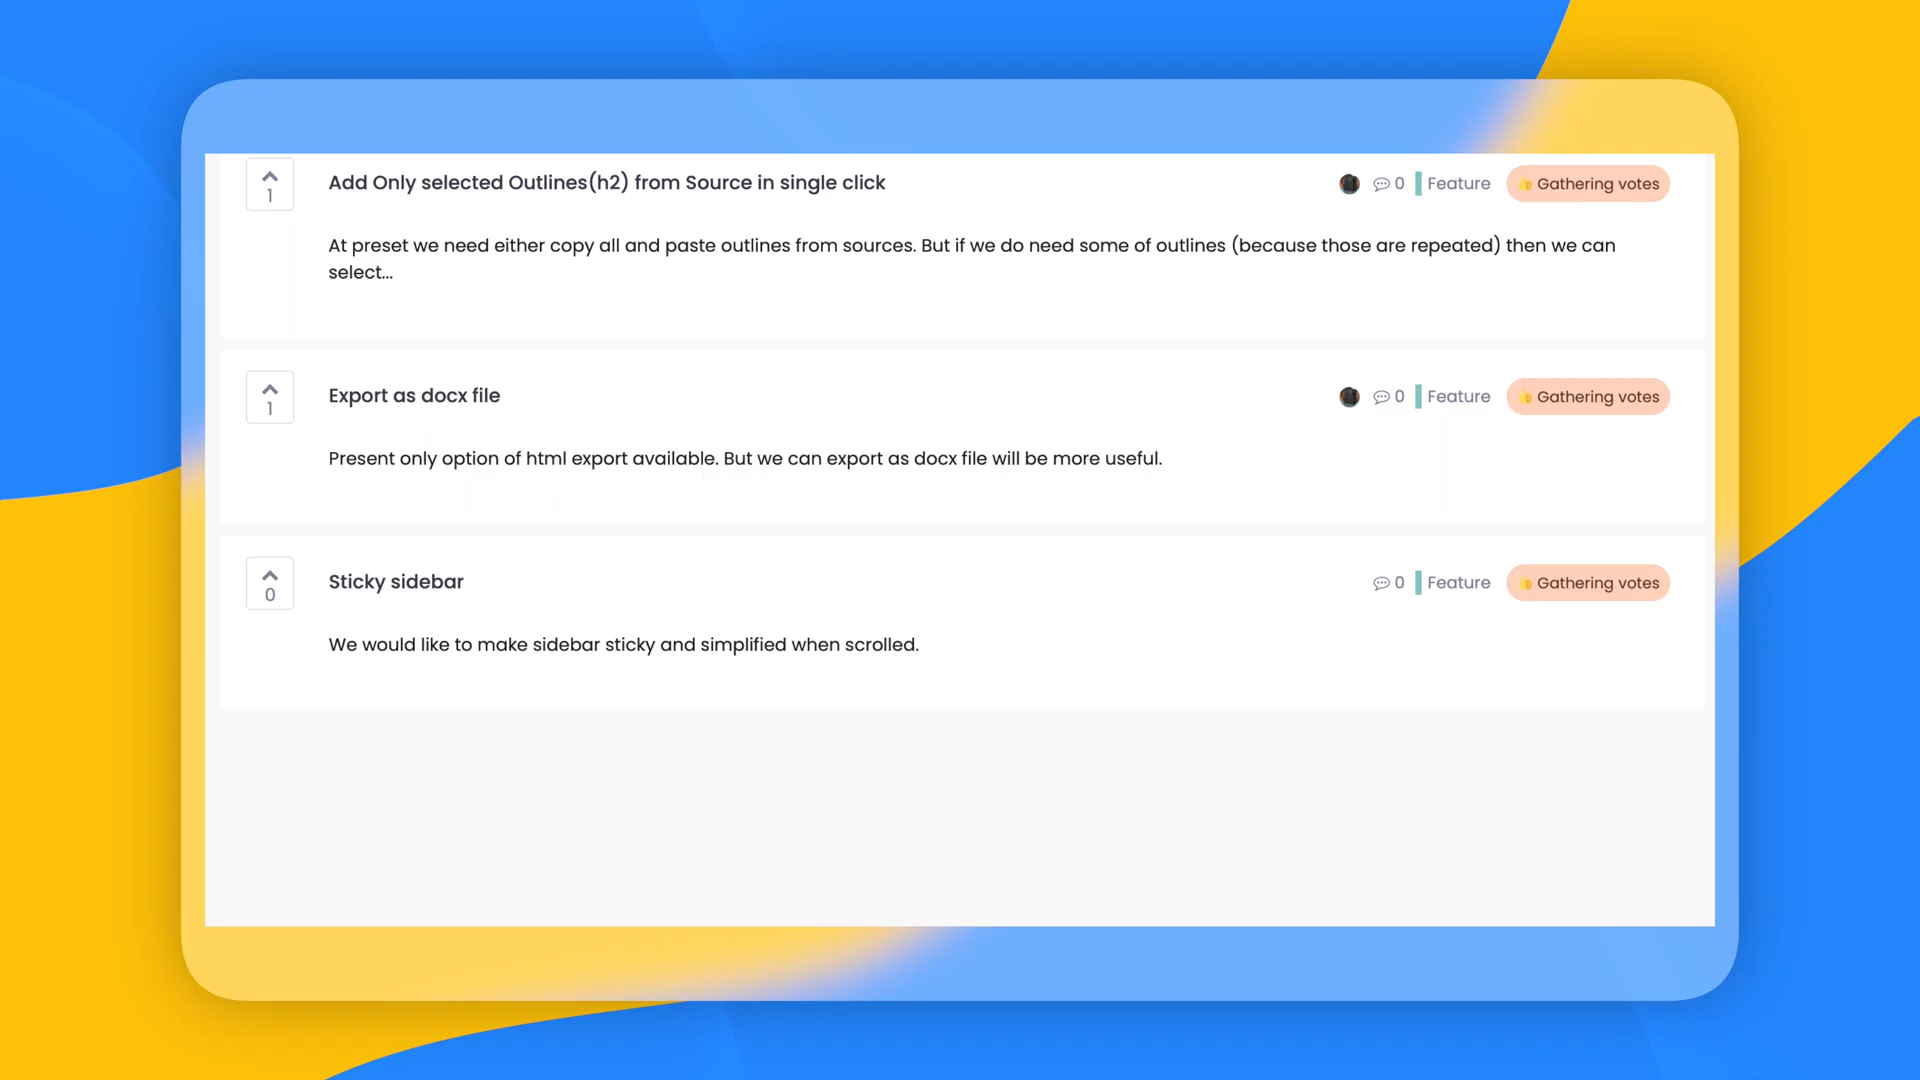 Add Only selected Outlines(h2) from Source in single click
1
0
Feature
Gathering votes
At preset we need either copy all and paste outlines from sources. But if we do need some of outlines (because those are repeated) then we can
select...
Export as docx file
1
0
Feature
Gathering votes
Present only option of html export available. But we can export as docx file will be more useful.
Sticky sidebar
0
0
Feature
Gathering votes
We would like to make sidebar sticky and simplified when scrolled.